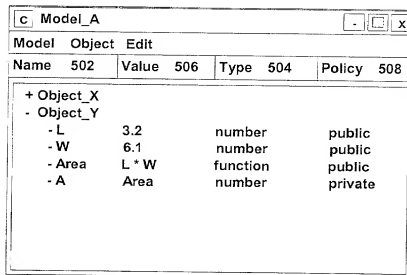 C Model_A - X
Model Object Edit
Name 502 Value 506 Type 504 Policy 508
+ Object_X
- Object_Y
- L 3.2 number public
- W 6.1 number public
- Area L * W function public
- A Area number private